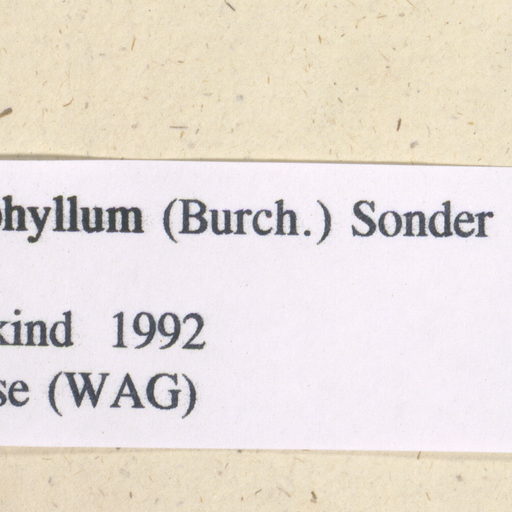 phyllum (Burch.) Sonder
kind 1992
se (WAG)